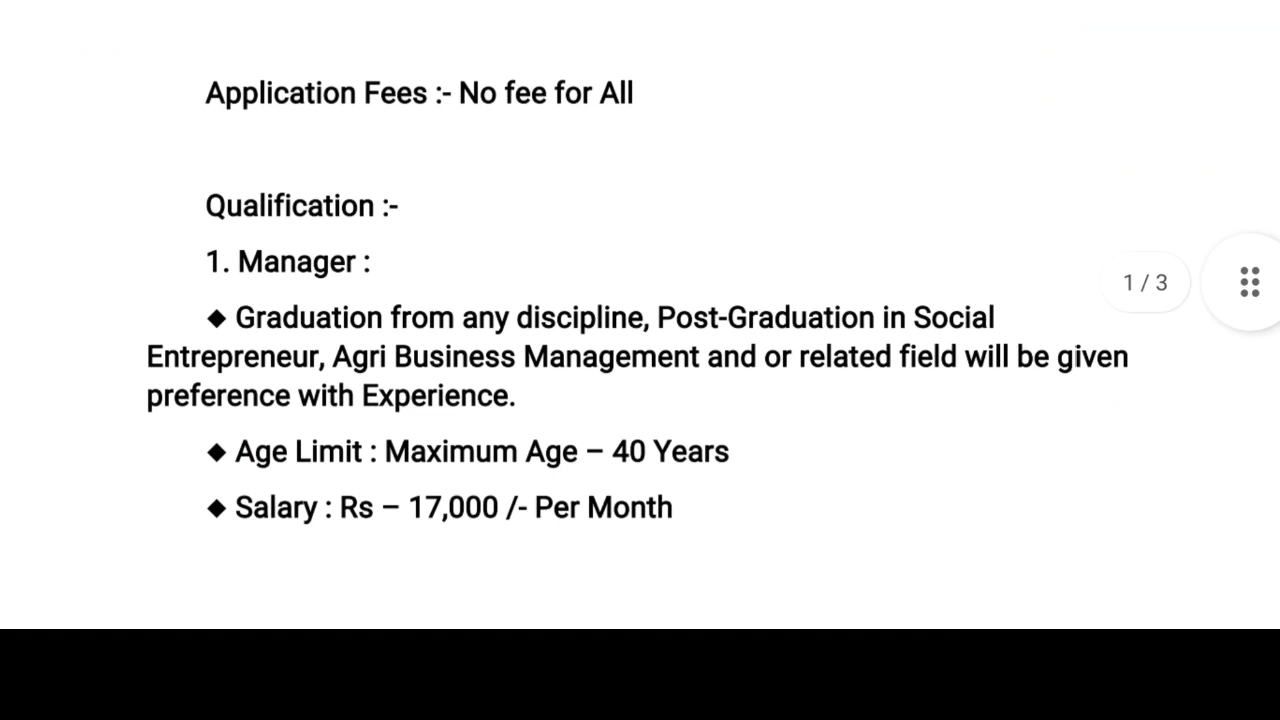 Application Fees :- No fee for All
Qualification :-
1. Manager :
1 / 3
◆ Graduation from any discipline, Post-Graduation in Social
Entrepreneur, Agri Business Management and or related field will be given
preference with Experience.
◆ Age Limit : Maximum Age – 40 Years
◆ Salary : Rs – 17,000 /- Per Month